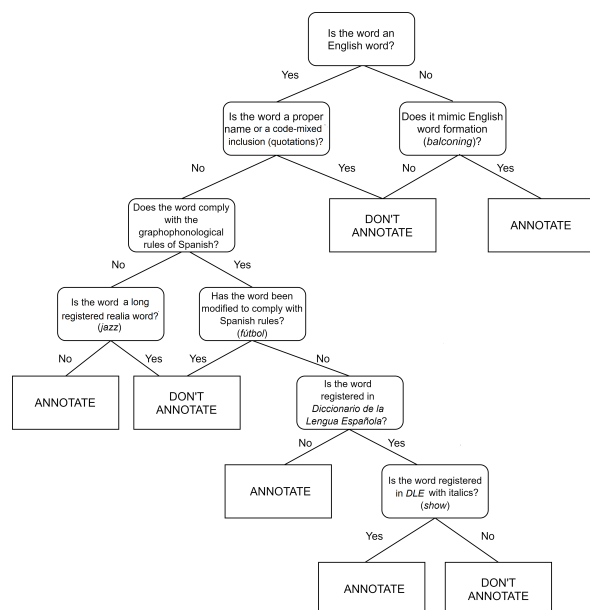 Is the word an
English word?
Yes
No
Is the word a proper
name or a code-mixed
inclusion (quotations)?
Does it mimic English
word formation
(balconing)?
No
Yes
No
Yes
Does the word comply
with the
graphophonological
rules of Spanish?
DON'T
ANNOTATE
ANNOTATE
No
Yes
Is the word a long
registered realia word?
(jazz)
Has the word been
modified to comply with
Spanish rules?
(fútbol)
No
Yes
Yes
No
ANNOTATE
DON'T
ANNOTATE
Is the word
registered in
Diccionario de la
Lengua Española?
No
Yes
ANNOTATE
Is the word registered
in DLE with italics?
(show)
Yes
No
ANNOTATE
DON'T
ANNOTATE